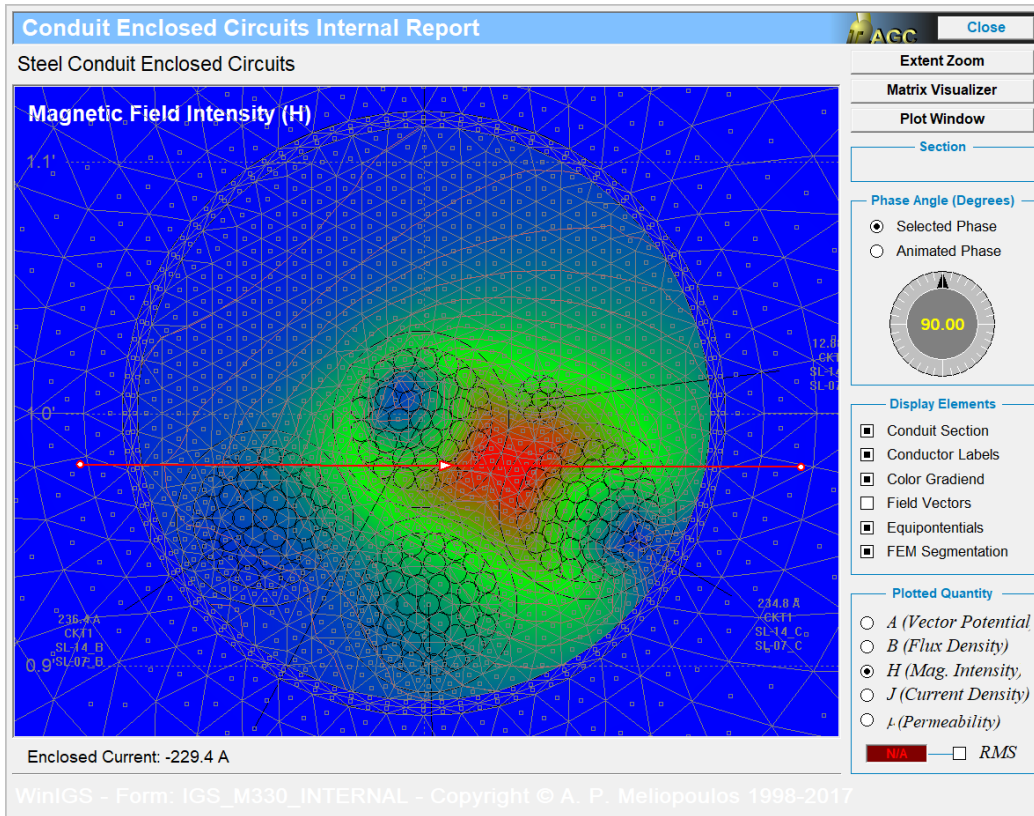 Conduit Enclosed Circuits Internal Report
AGC
Close
Steel Conduit Enclosed Circuits
Extent Zoom
Matrix Visualizer
Plot Window
Section
Magnetic Field Intensity (H)
1.1'
1.0'
0.9'
Phase Angle (Degrees)
Selected Phase
Animated Phase
90.00
CKT1
236.4 A
CKT1
SL-14_B
SL-07_B
234.8 A
CKT1
SL-14_C
SL-07_C
Display Elements
Conduit Section
Conductor Labels
Color Gradiend
Field Vectors
Equipontentials
FEM Segmentation
Plotted Quantity
A (Vector Potential
B (Flux Density)
H (Mag. Intensity,
J (Current Density)
μ (Permeability)
N/A
RMS
Enclosed Current: -229.4 A
WinIGS - Form: IGS_M330_INTERNAL - Copyright © A. P. Meliopoulos 1998-2017